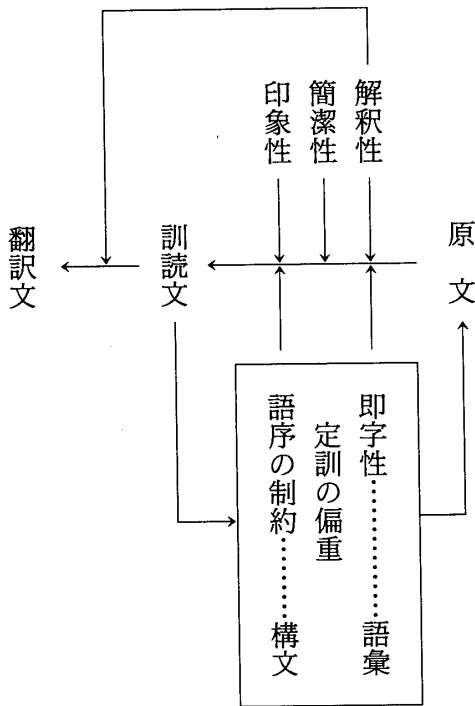 原　文
解釈性
簡潔性
印象性
訓読文
翻訳文
即字性…………語彙
定訓の偏重
語序の制約………構文